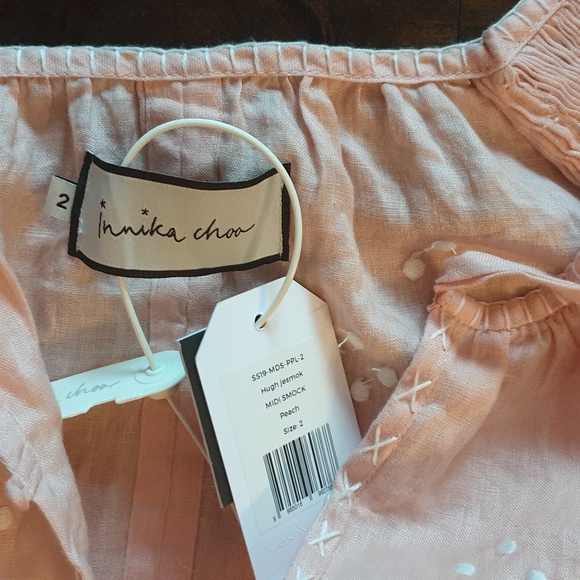 2
innika choo
choo
SS19-MDS-PPL-2
Hugh Jesmok
MIDI SMOCK
Peach
Size: 2